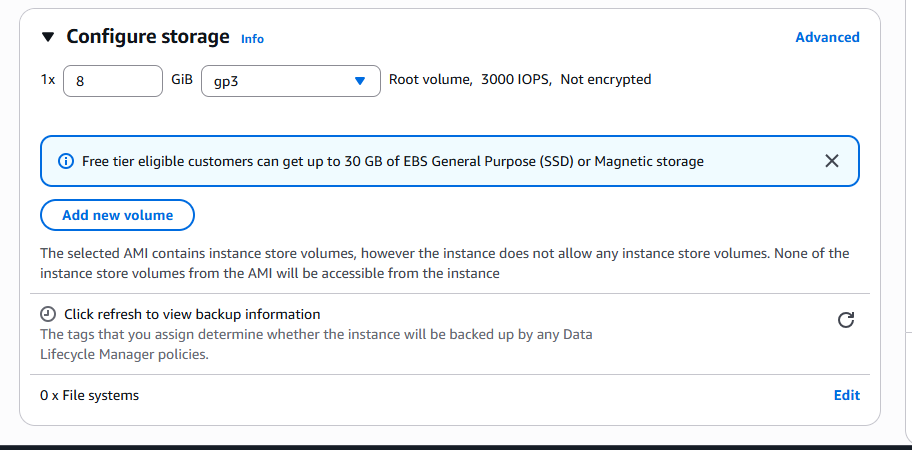 Configure storage Info Advanced
1x 8 GiB gp3 Root volume, 3000 IOPS, Not encrypted
Free tier eligible customers can get up to 30 GB of EBS General Purpose (SSD) or Magnetic storage
Add new volume
The selected AMI contains instance store volumes, however the instance does not allow any instance store volumes. None of the
instance store volumes from the AMI will be accessible from the instance
Click refresh to view backup information
The tags that you assign determine whether the instance will be backed up by any Data
Lifecycle Manager policies.
0 x File systems Edit